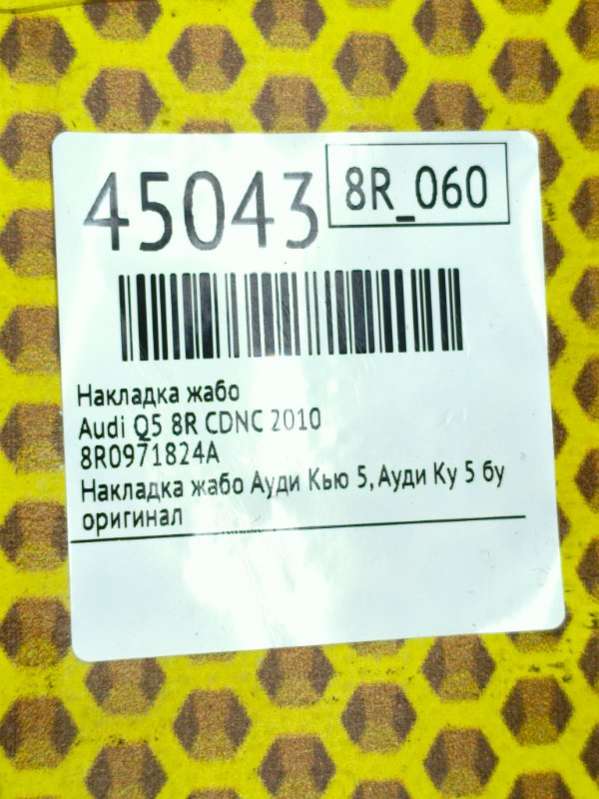 45043
8R_060
Накладка жабо
Audi Q5 8R CDNC 2010
8R0971824A
Накладка жабо Ауди Кью 5, Ауди Ку 5 бу
оригинал